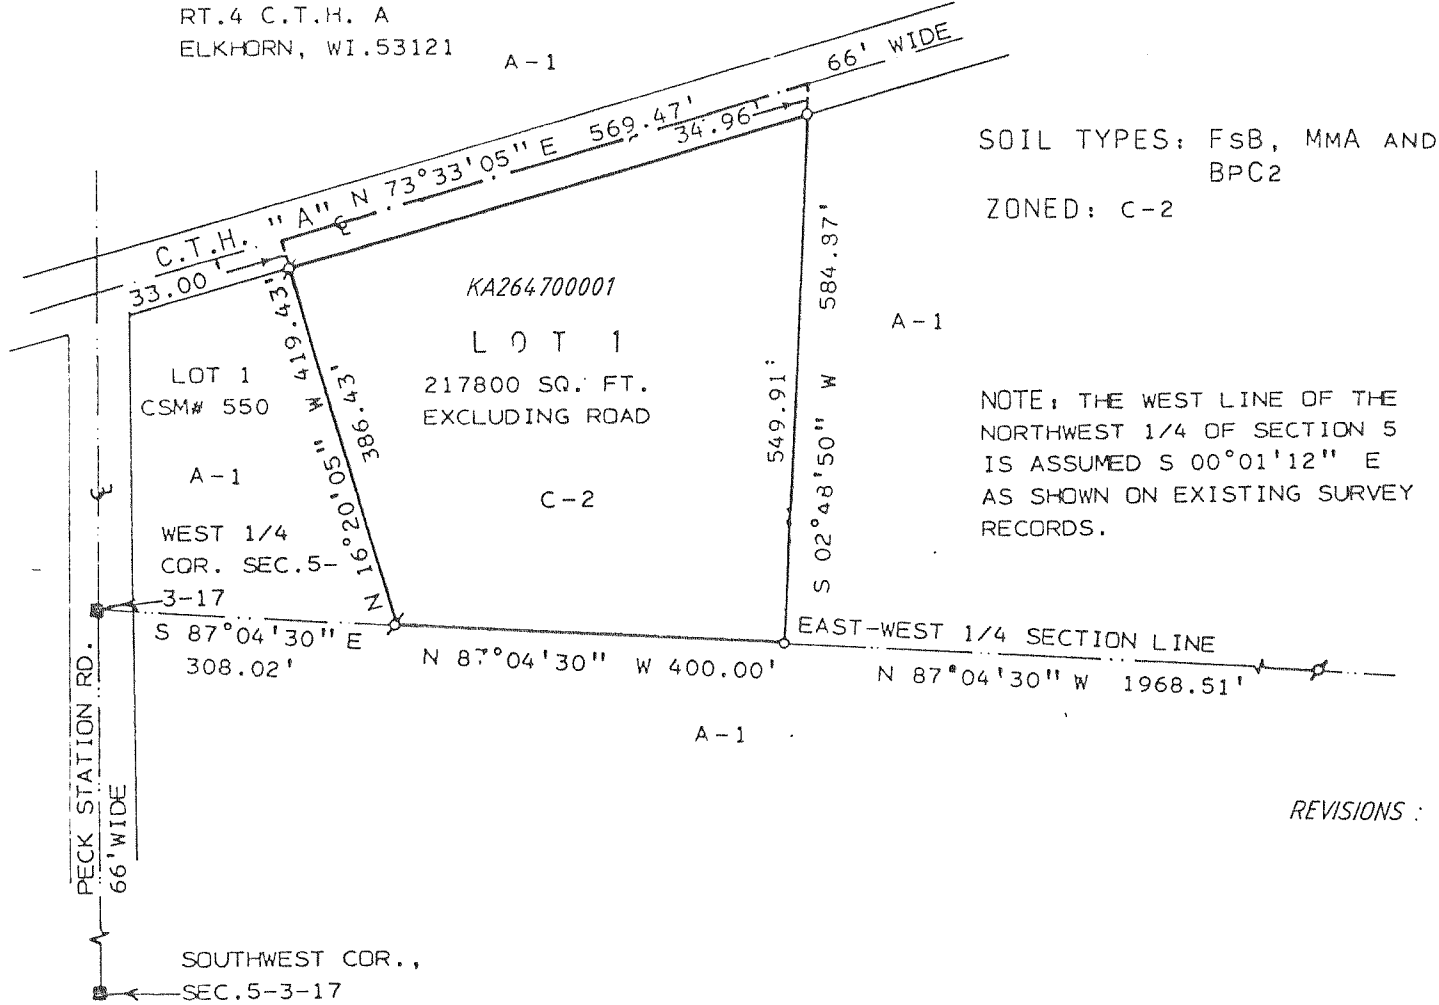 RT.4 C.T.H. A
ELKHORN, WI.53121
A-1
66' WIDE
C.T.H. "A" N 73°33'05" E 569.47'
34.96'
33.00'
SOIL TYPES: FSB, MMA AND
BPC2
ZONED: C-2
KA264700001
LOT 1
217800 SQ. FT.
EXCLUDING ROAD
C-2
LOT 1
CSM# 550
A-1
N 16°20'05" W 419.43'
386.43'
549.91'
S 02°48'50" W 584.87'
A-1
NOTE: THE WEST LINE OF THE
NORTHWEST 1/4 OF SECTION 5
IS ASSUMED S 00°01'12" E
AS SHOWN ON EXISTING SURVEY
RECORDS.
WEST 1/4
COR. SEC.5-
3-17
S 87°04'30" E
308.02'
N 87°04'30" W 400.00'
EAST-WEST 1/4 SECTION LINE
N 87°04'30" W 1968.51'
A-1
PECK STATION RD.
66' WIDE
REVISIONS :
SOUTHWEST COR.,
SEC.5-3-17